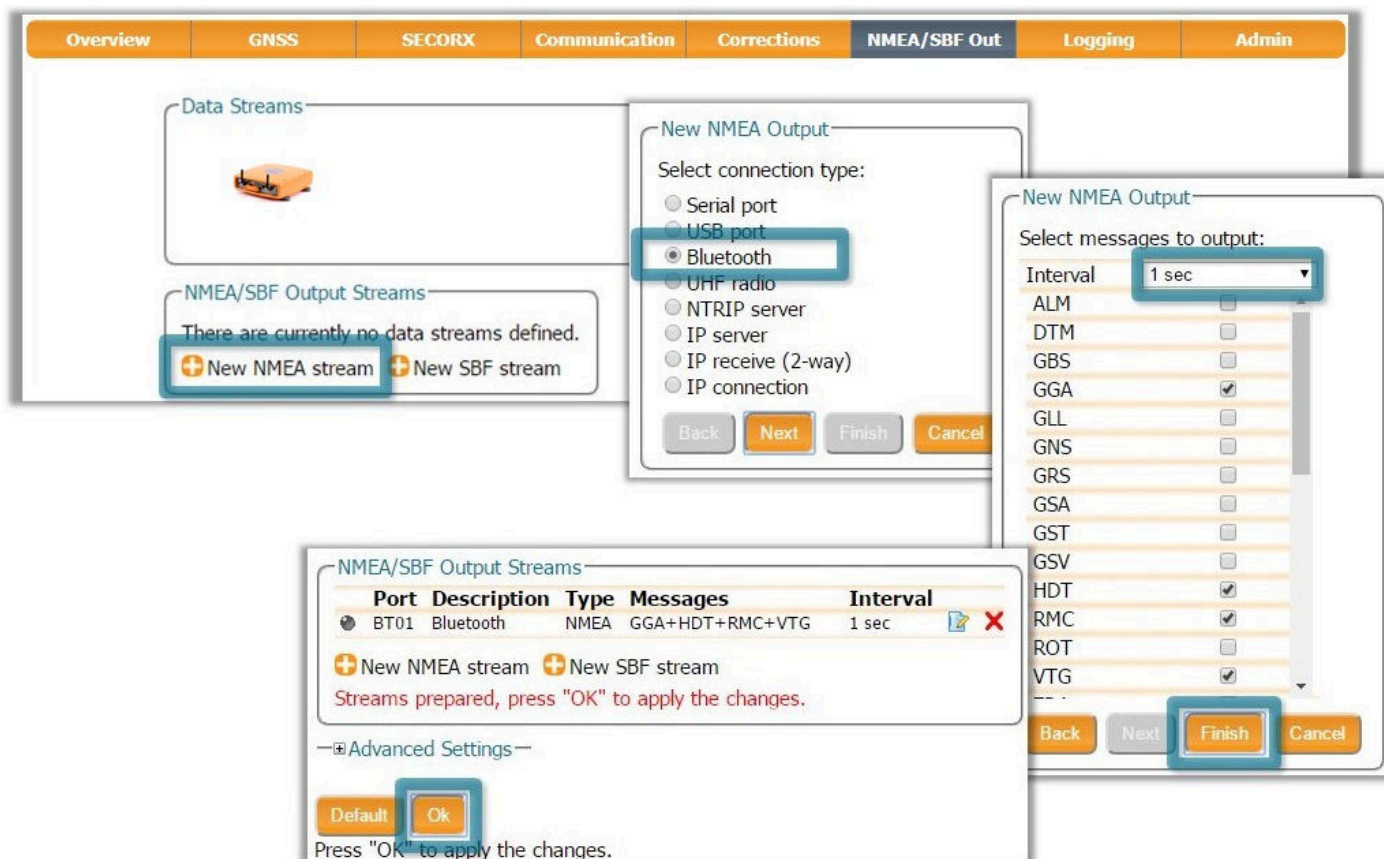 Overview GNSS SECORX Communication Corrections NMEA/SBF Out Logging Admin
Data Streams
NMEA/SBF Output Streams
There are currently no data streams defined.
New NMEA stream New SBF stream
New NMEA Output
Select connection type:
Serial port
USB port
Bluetooth
UHF radio
NTRIP server
IP server
IP receive (2-way)
IP connection
Back Next Finish Cancel
New NMEA Output
Select messages to output:
Interval 1 sec
ALM
DTM
GBS
GGA
GLL
GNS
GRS
GSA
GST
GSV
HDT
RMC
ROT
VTG
Back Next Finish Cancel
NMEA/SBF Output Streams
Port Description Type Messages Interval
BT01 Bluetooth NMEA GGA+HDT+RMC+VTG 1 sec
New NMEA stream New SBF stream
Streams prepared, press "OK" to apply the changes.
Advanced Settings
Default Ok
Press "OK" to apply the changes.